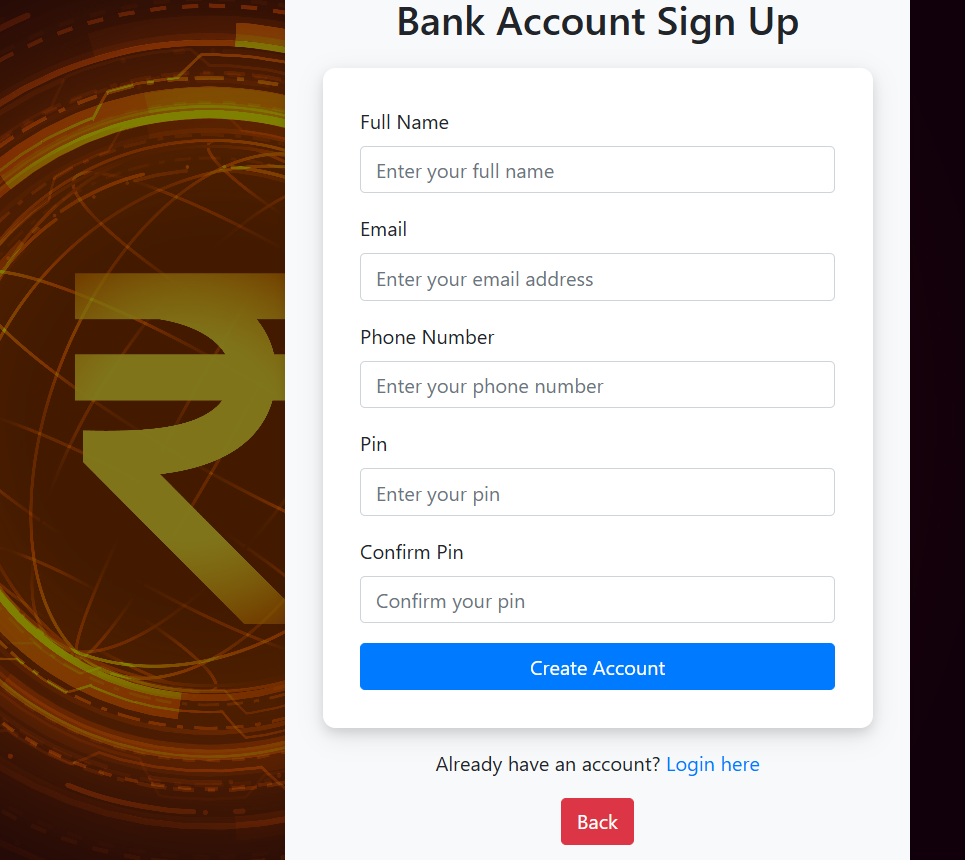 Bank Account Sign Up
Full Name
Enter your full name
Email
Enter your email address
Phone Number
Enter your phone number
Pin
Enter your pin
Confirm Pin
Confirm your pin
Create Account
Already have an account? Login here
Back